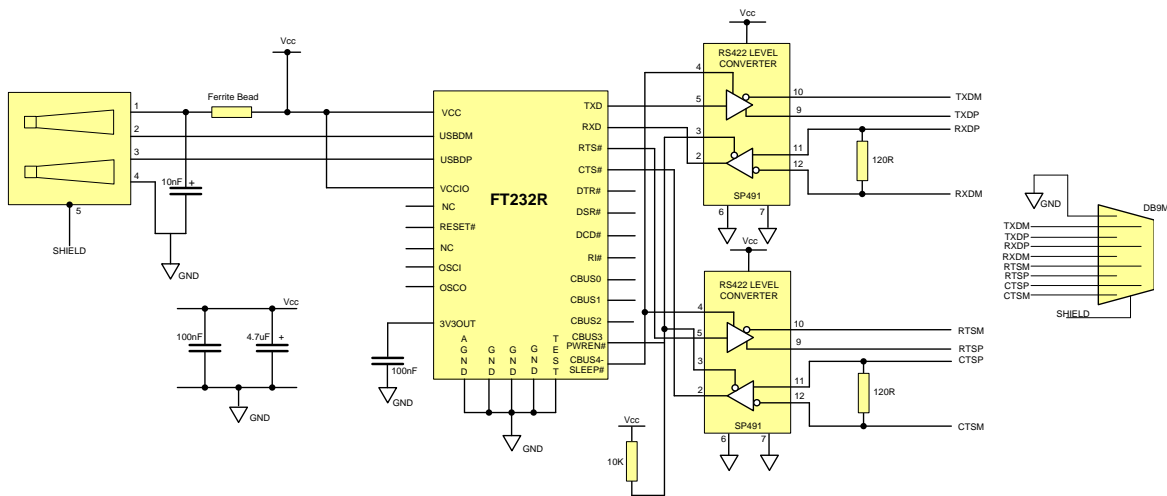 Vcc
Ferrite Bead
1
2
3
4
5
10nF
+
SHIELD
GND
Vcc
100nF
4.7uF
+
GND
FT232R
VCC
USBDM
USBDP
VCCIO
NC
RESET#
NC
OSCI
OSCO
3V3OUT
AGND
GND
GND
GND
TEST
TXD
RXD
RTS#
CTS#
DTR#
DSR#
DCD#
RI#
CBUS0
CBUS1
CBUS2
CBUS3
PWREN#
CBUS4-
SLEEP#
100nF
GND
GND
Vcc
10K
Vcc
RS422 LEVEL
CONVERTER
4
5
3
2
10
9
11
12
SP491
6
7
120R
TXDM
TXDP
RXDP
RXDM
Vcc
RS422 LEVEL
CONVERTER
4
5
3
2
10
9
11
12
SP491
6
7
120R
RTSM
RTSP
CTSP
CTSM
GND
DB9M
TXDM
TXDP
RXDP
RXDM
RTSM
RTSP
CTSP
CTSM
SHIELD